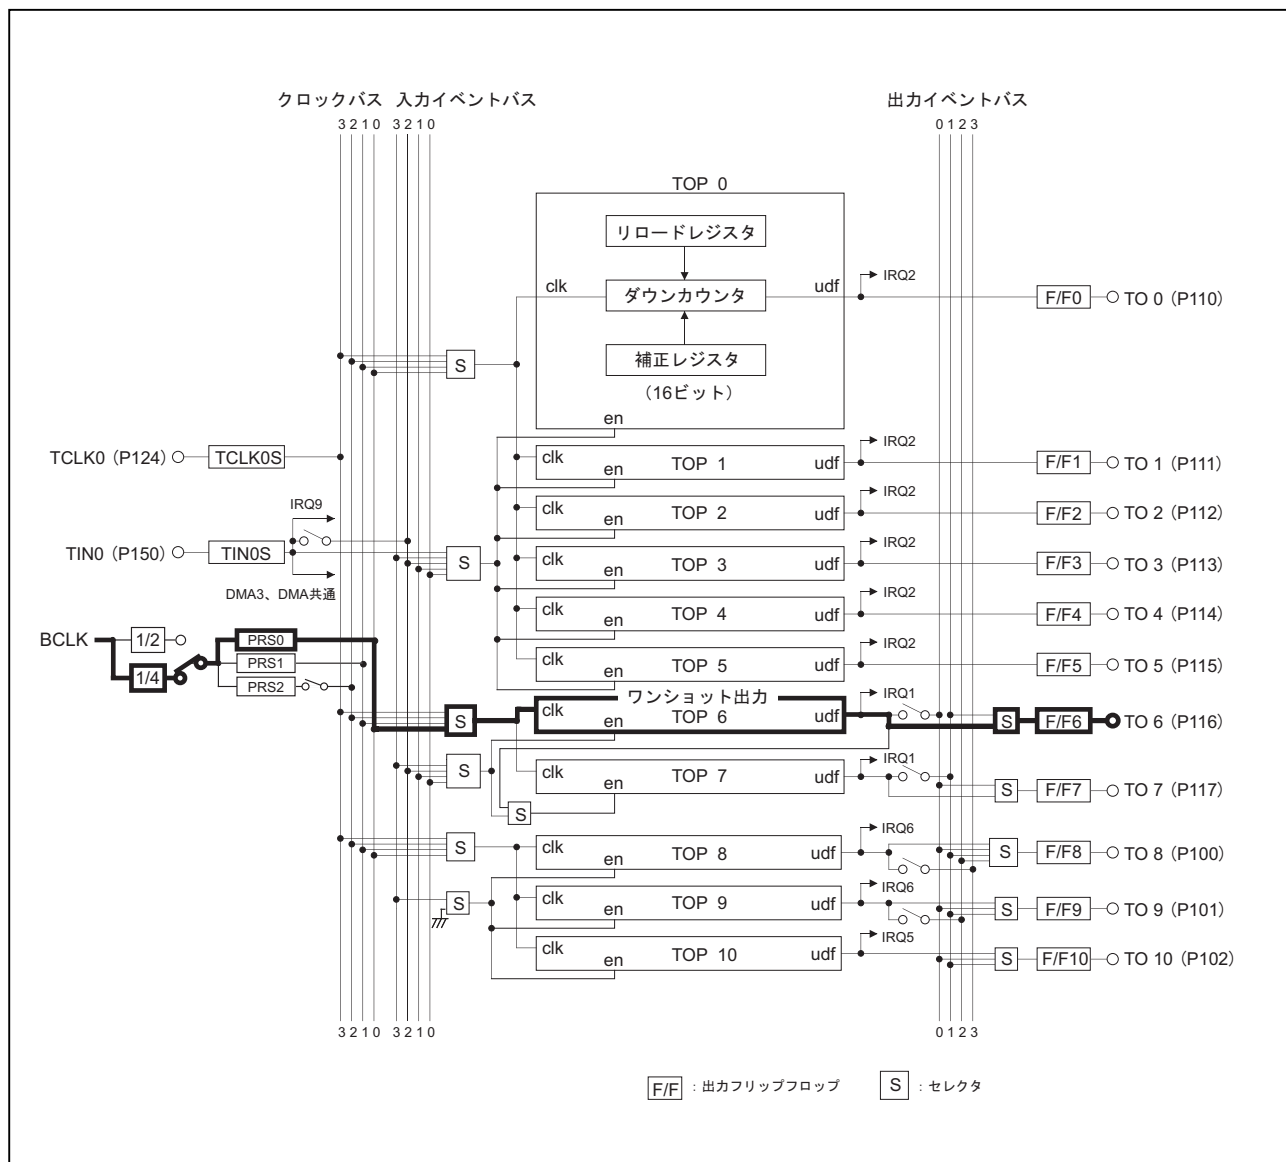 クロックバス 入力イベントバス 出力イベントバス
3 2 1 0 3 2 1 0 0 1 2 3
TOP 0
リロードレジスタ
IRQ2
clk ダウンカウンタ udf F/F0 TO 0 (P110)
補正レジスタ
S
(16ビット)
en
IRQ2
TCLK0 (P124) TCLK0S clk TOP 1 udf F/F1 TO 1 (P111)
en
IRQ2
IRQ9
clk TOP 2 udf F/F2 TO 2 (P112)
en
IRQ2
TIN0 (P150) TIN0S S clk TOP 3 udf F/F3 TO 3 (P113)
en
DMA3、DMA共通
IRQ2
clk TOP 4 udf F/F4 TO 4 (P114)
en
IRQ2
BCLK 1/2 PRS0
clk TOP 5 udf F/F5 TO 5 (P115)
en
1/4 PRS1
PRS2
ワンショット出力 IRQ1
S clk TOP 6 udf S F/F6 TO 6 (P116)
en
IRQ1
S clk TOP 7 udf S F/F7 TO 7 (P117)
en
S
IRQ6
S clk TOP 8 udf S F/F8 TO 8 (P100)
en
IRQ6
S clk TOP 9 udf S F/F9 TO 9 (P101)
en
IRQ5
clk TOP 10 udf S F/F10 TO 10 (P102)
en
3 2 1 0 3 2 1 0 0 1 2 3
F/F : 出力フリップフロップ S : セレクタ